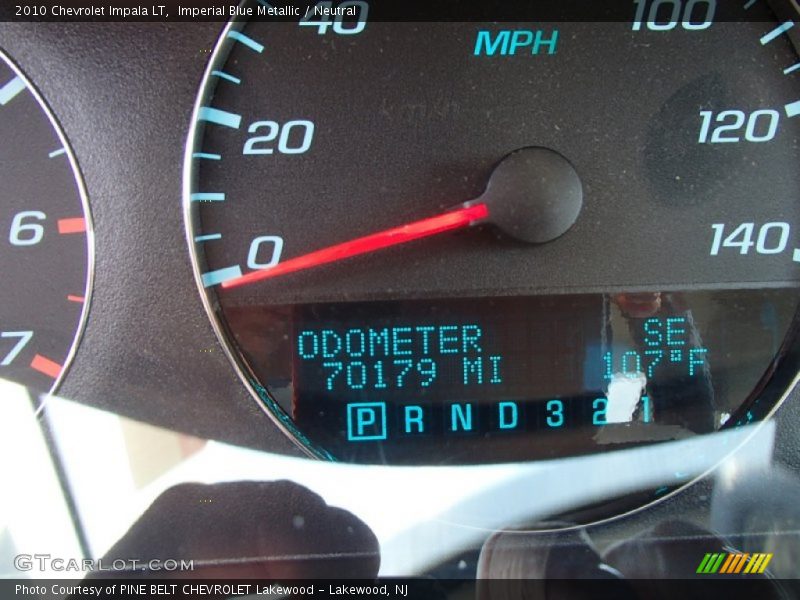 2010 Chevrolet Impala LT,  Imperial Blue Metallic / Neutral
40
100
MPH
20
120
6
0
140
7
ODOMETER
SE
70179 MI
107°F
P R N D 3 2 1
GTCARLOT.COM
Photo Courtesy of PINE BELT CHEVROLET Lakewood - Lakewood, NJ